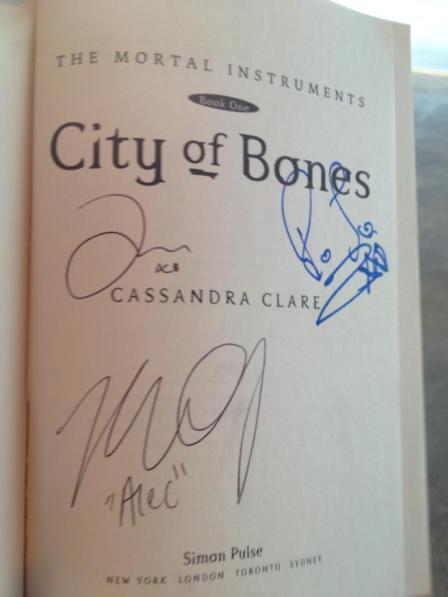 THE MORTAL INSTRUMENTS
Book One
City of Bones
CASSANDRA CLARE
"Alec"
Simon Pulse
NEW YORK LONDON TORONTO SYDNEY